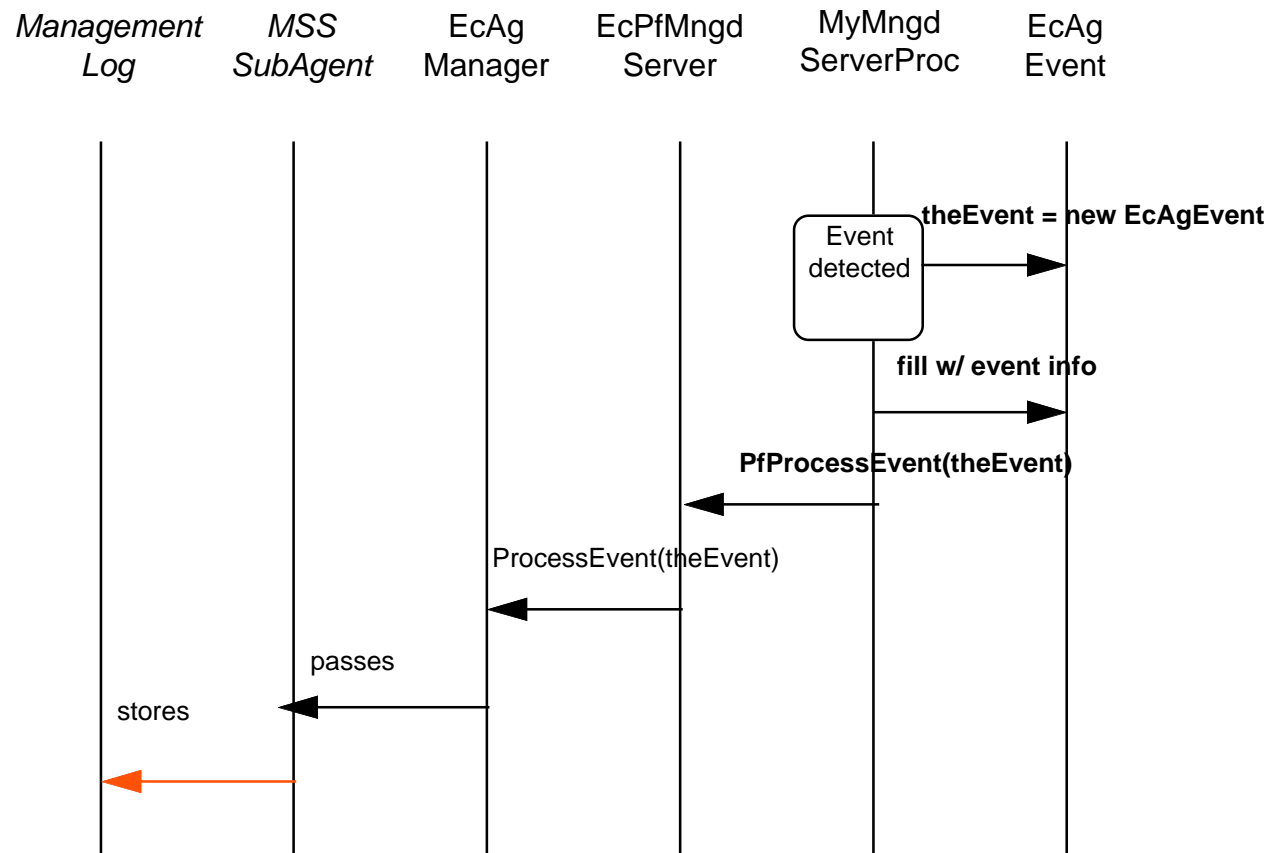 Management
Log
MSS
SubAgent
EcAg
Manager
EcPfMngd
Server
MyMngd
ServerProc
EcAg
Event
theEvent = new EcAgEvent
Event
detected
fill w/ event info
PfProcessEvent(theEvent)
ProcessEvent(theEvent)
passes
stores